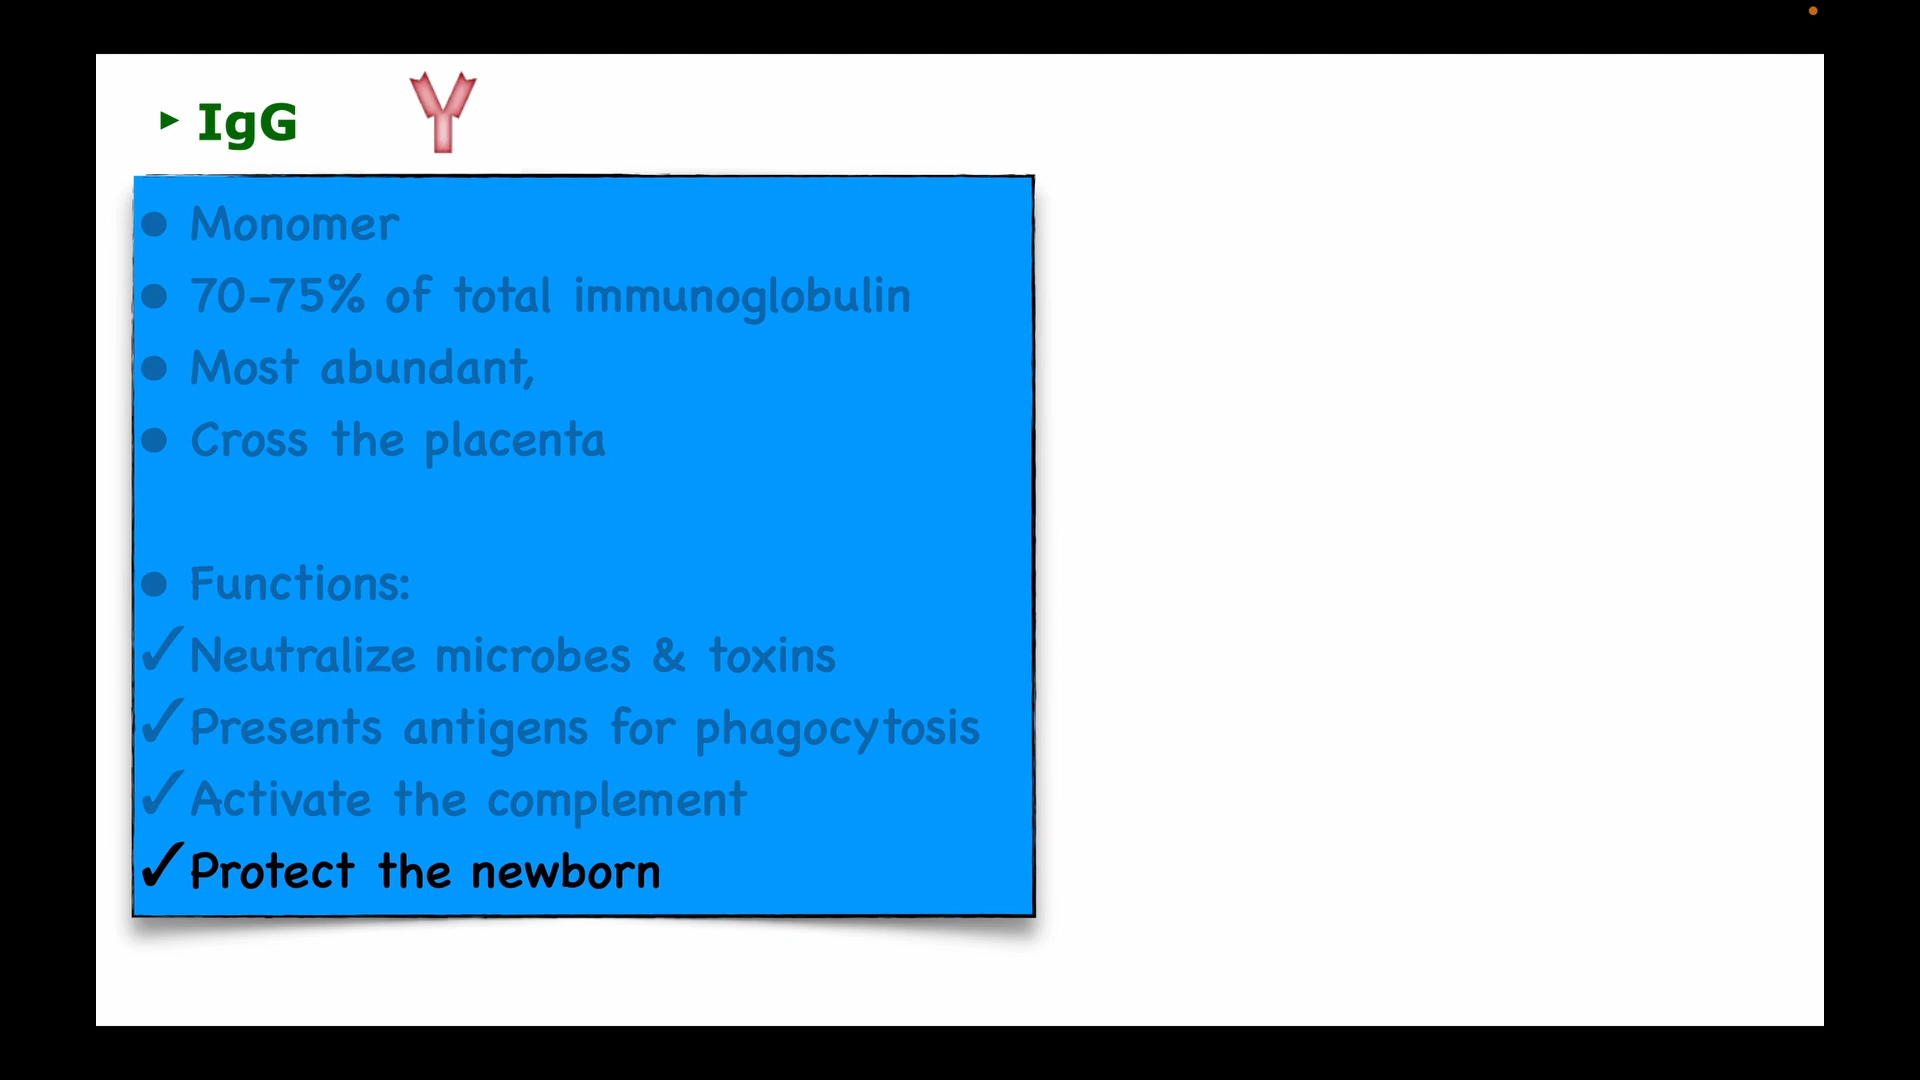 ▸ IgG
• Monomer
• 70-75% of total immunoglobulin
• Most abundant,
• Cross the placenta
• Functions:
✓Neutralize microbes & toxins
✓Presents antigens for phagocytosis
✓Activate the complement
✓Protect the newborn